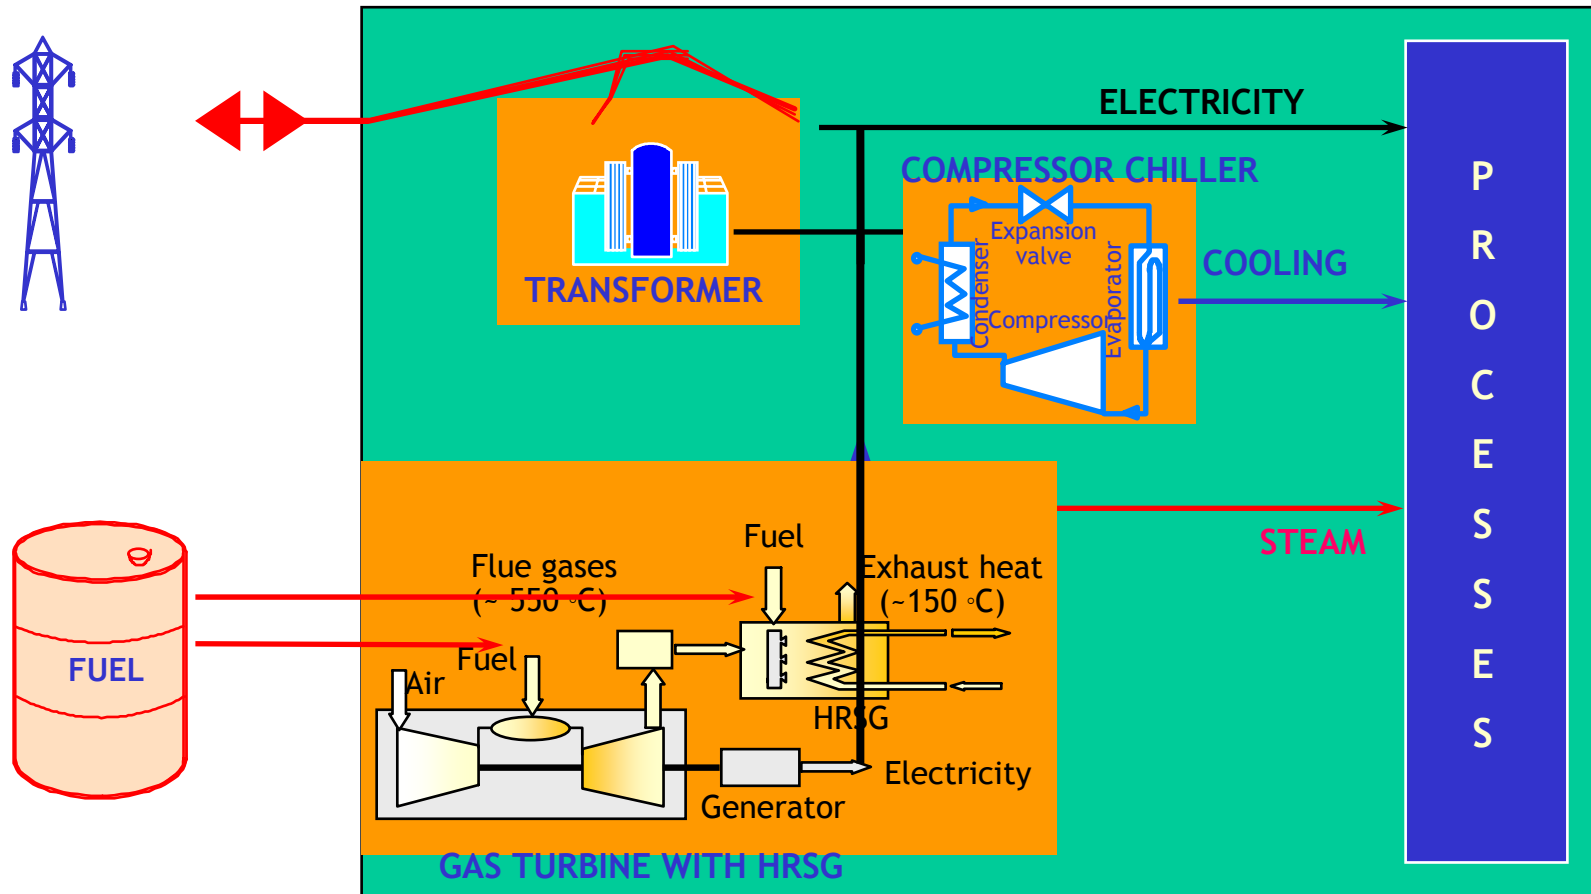 ELECTRICITY
COMPRESSOR CHILLER
Expansion
valve
Condenser
Compressor
Evaporator
COOLING
TRANSFORMER
PROCESSES
STEAM
Fuel
Flue gases
(~ 550 ◦C)
Exhaust heat
(~150 ◦C)
FUEL
Fuel
Air
HRSG
Electricity
Generator
GAS TURBINE WITH HRSG